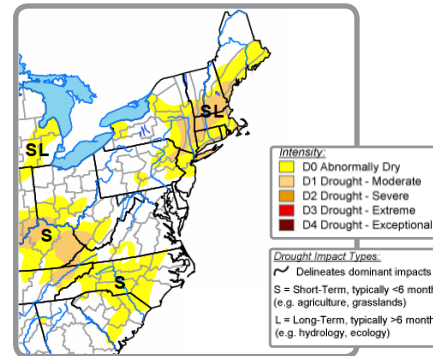 SL
SL
S
S
Intensity:
D0 Abnormally Dry
D1 Drought - Moderate
D2 Drought - Severe
D3 Drought - Extreme
D4 Drought - Exceptional
Drought Impact Types:
Delineates dominant impacts
S = Short-Term, typically <6 month
(e.g. agriculture, grasslands)
L = Long-Term, typically >6 month
(e.g. hydrology, ecology)